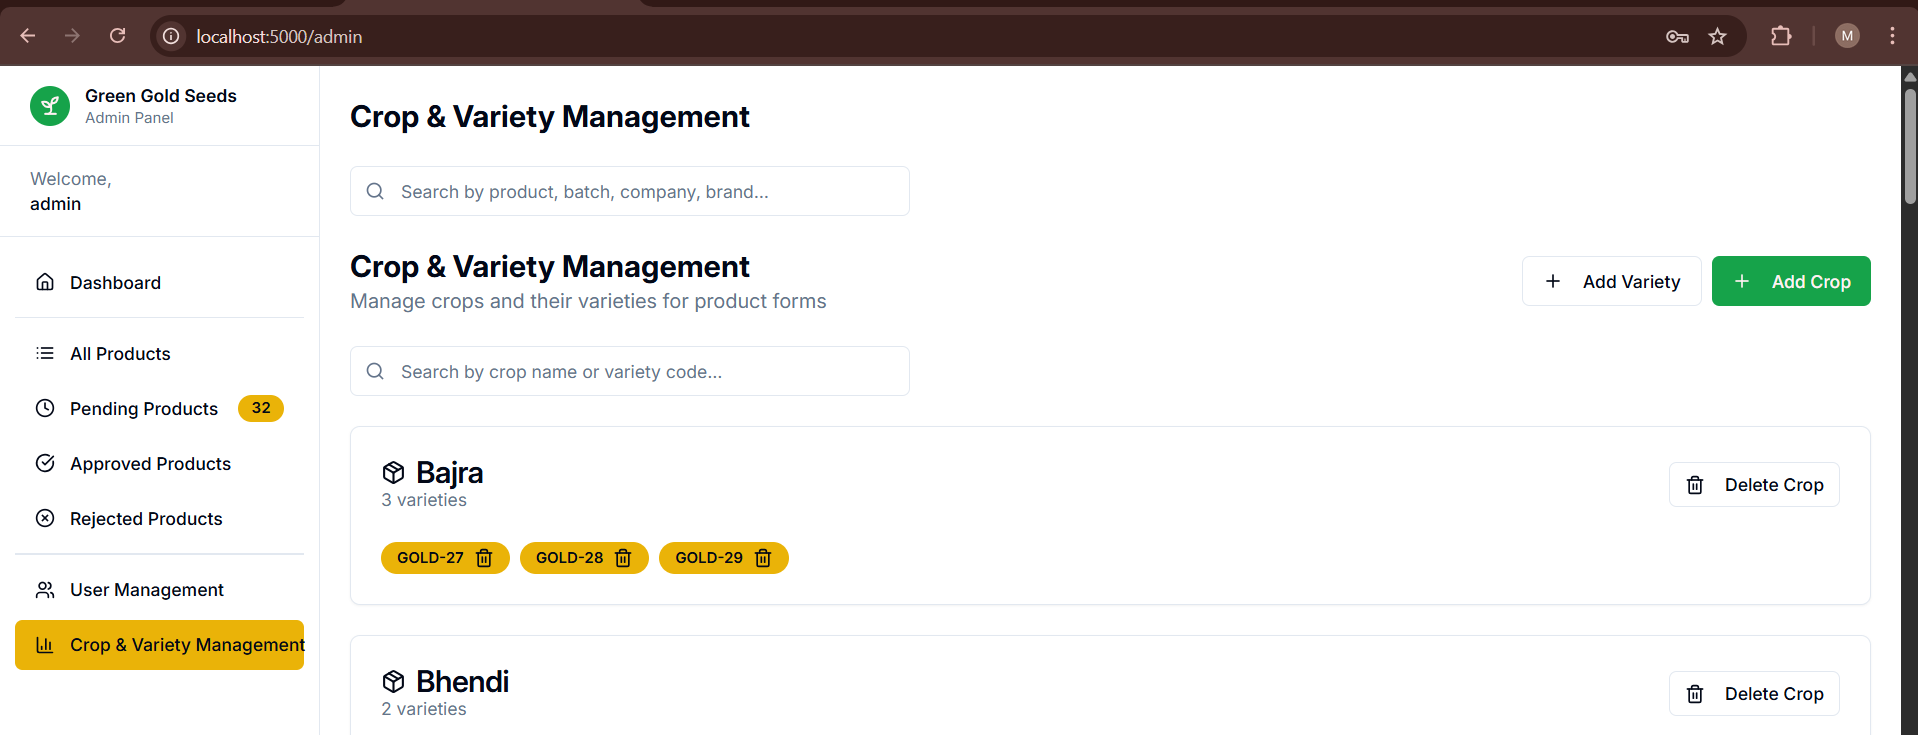 localhost:5000/admin
M
Green Gold Seeds
Admin Panel
Welcome,
admin
Dashboard
All Products
Pending Products 32
Approved Products
Rejected Products
User Management
Crop & Variety Management
Crop & Variety Management
Search by product, batch, company, brand...
Crop & Variety Management
Manage crops and their varieties for product forms
Add Variety
Add Crop
Search by crop name or variety code...
Bajra
3 varieties
Delete Crop
GOLD-27 GOLD-28 GOLD-29
Bhendi
2 varieties
Delete Crop